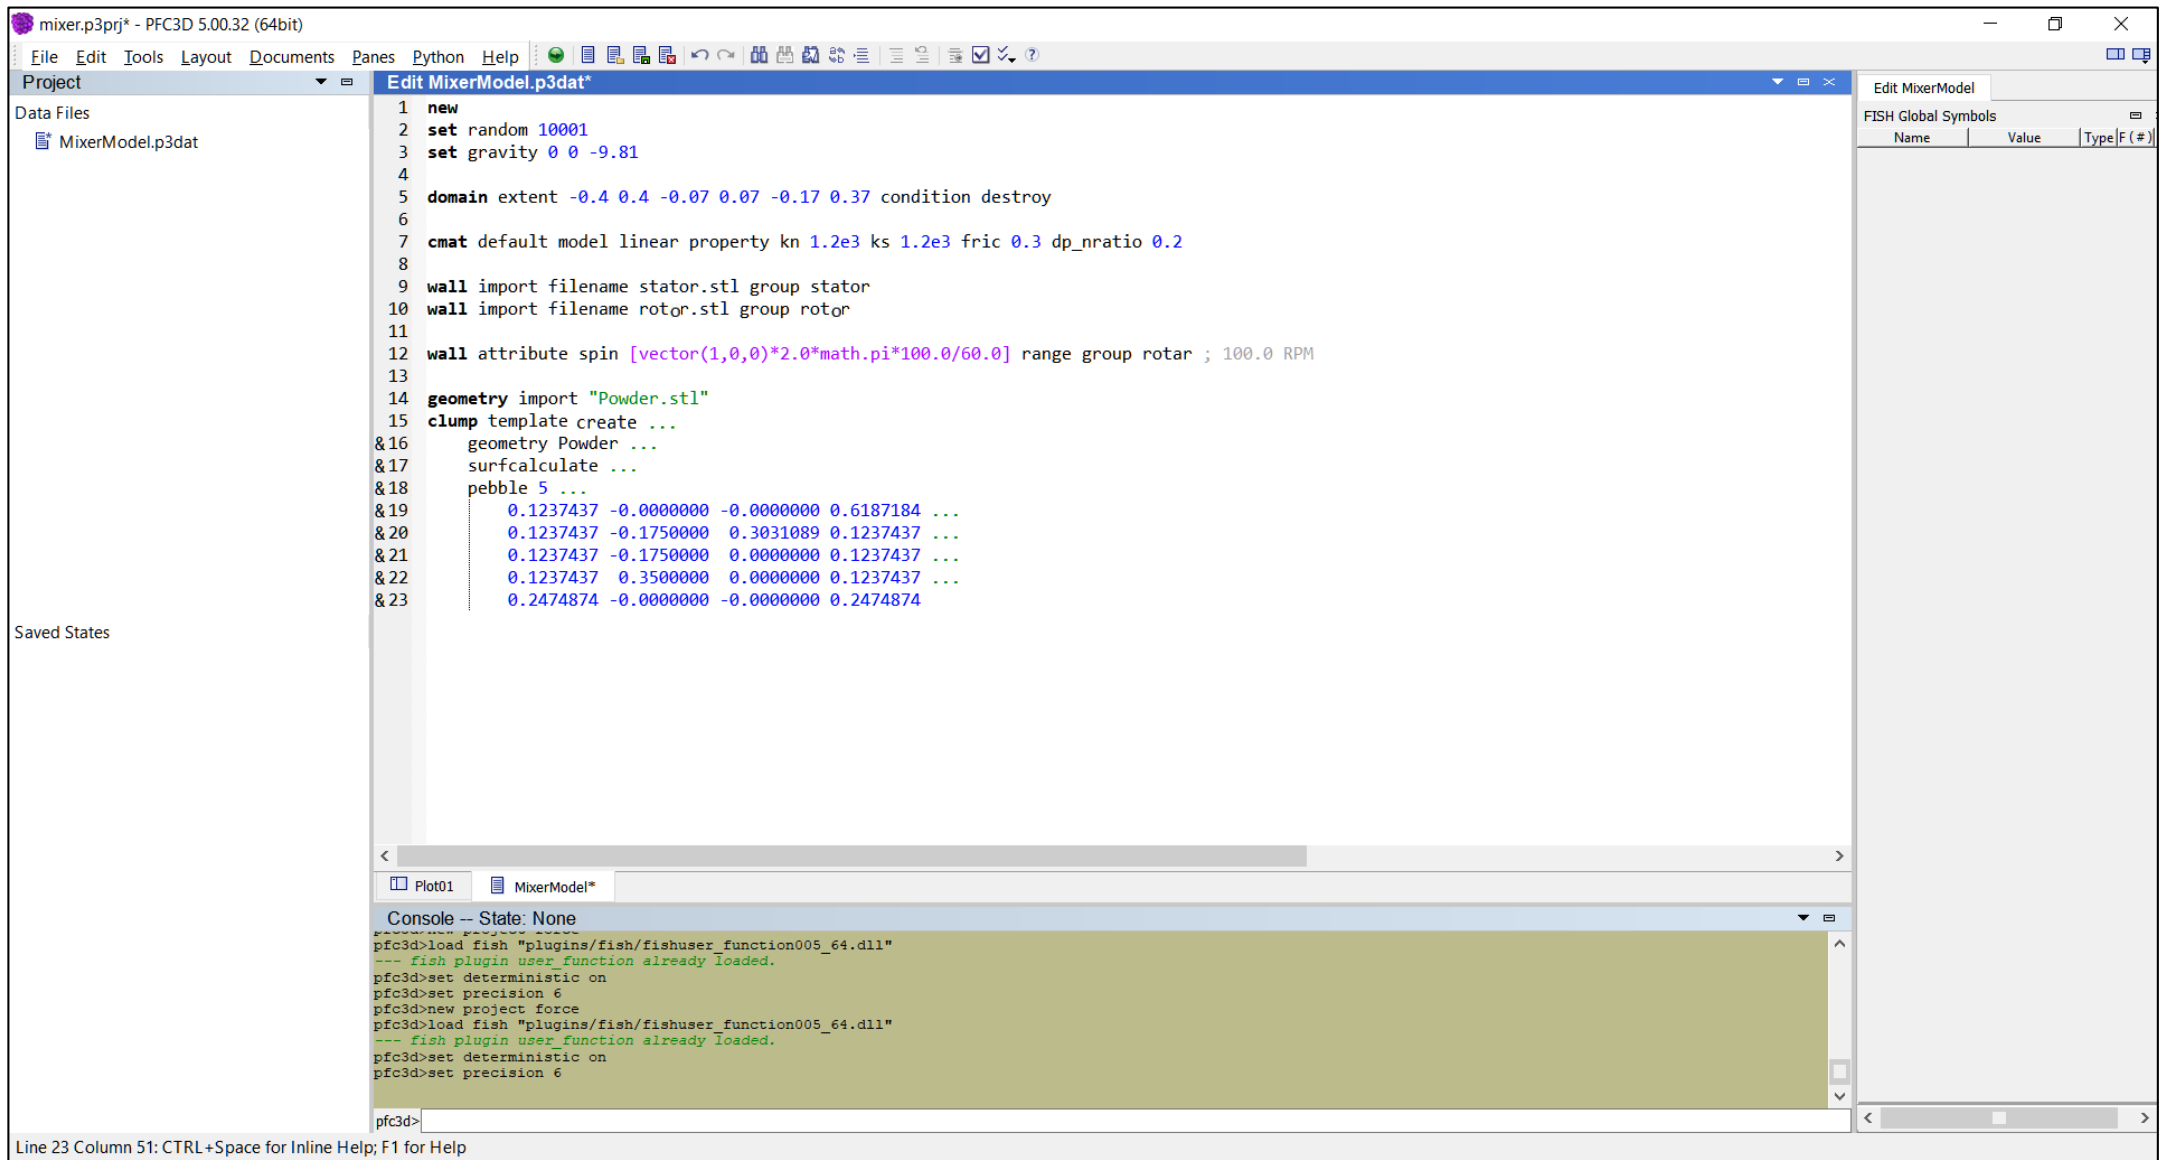 mixer.p3prj* - PFC3D 5.00.32 (64bit)
File Edit Tools Layout Documents Panes Python Help
Project
Data Files
MixerModel.p3dat
Saved States
Edit MixerModel.p3dat*
1 new
2 set random 10001
3 set gravity 0 0 -9.81
4
5 domain extent -0.4 0.4 -0.07 0.07 -0.17 0.37 condition destroy
6
7 cmat default model linear property kn 1.2e3 ks 1.2e3 fric 0.3 dp_nratio 0.2
8
9 wall import filename stator.stl group stator
10 wall import filename rotor.stl group rotor
11
12 wall attribute spin [vector(1,0,0)*2.0*math.pi*100.0/60.0] range group rotar ; 100.0 RPM
13
14 geometry import "Powder.stl"
15 clump template create ...
&16 geometry Powder ...
&17 surfcalculate ...
&18 pebble 5 ...
&19 0.1237437 -0.0000000 -0.0000000 0.6187184 ...
&20 0.1237437 -0.1750000 0.3031089 0.1237437 ...
&21 0.1237437 -0.1750000 0.0000000 0.1237437 ...
&22 0.1237437 0.3500000 0.0000000 0.1237437 ...
&23 0.2474874 -0.0000000 -0.0000000 0.2474874
Plot01 MixerModel*
Console -- State: None
pfc3d>new project force
pfc3d>load fish "plugins/fish/fishuser_function005_64.dll"
--- fish plugin user_function already loaded.
pfc3d>set deterministic on
pfc3d>set precision 6
pfc3d>new project force
pfc3d>load fish "plugins/fish/fishuser_function005_64.dll"
--- fish plugin user_function already loaded.
pfc3d>set deterministic on
pfc3d>set precision 6
pfc3d>
Edit MixerModel
FISH Global Symbols
Name Value Type F(#)
Line 23 Column 51: CTRL+Space for Inline Help; F1 for Help